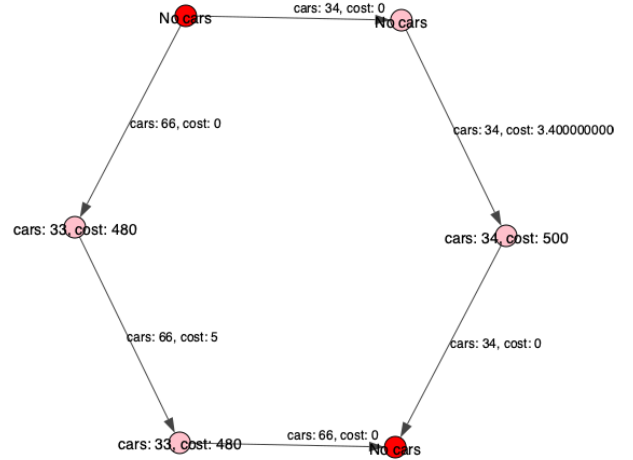 No cars
cars: 34, cost: 0
No cars
cars: 66, cost: 0
cars: 34, cost: 3.400000000
cars: 33, cost: 480
cars: 34, cost: 500
cars: 66, cost: 5
cars: 34, cost: 0
cars: 33, cost: 480
cars: 66, cost: 0
No cars